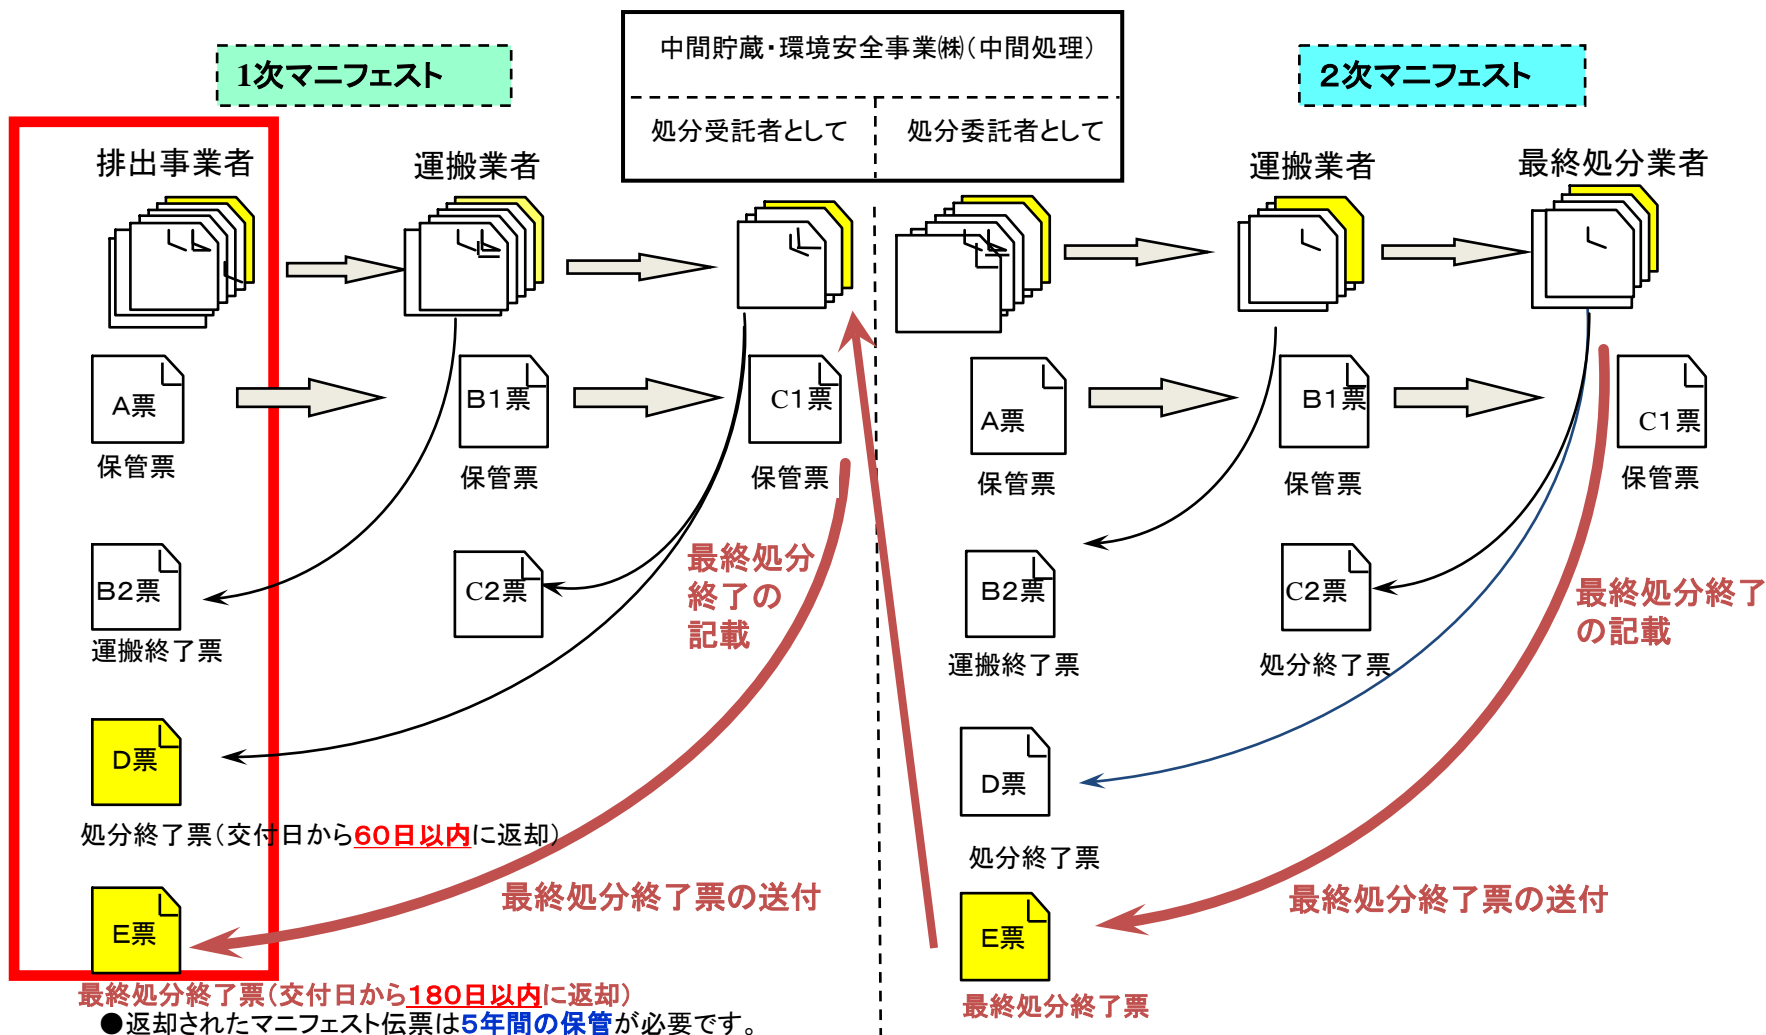 中間貯蔵・環境安全事業㈱(中間処理)
1次マニフェスト
2次マニフェスト
処分受託者として
処分委託者として
排出事業者
運搬業者
運搬業者
最終処分業者
A票
B1票
C1票
A票
B1票
C1票
保管票
保管票
保管票
保管票
保管票
保管票
B2票
C2票
最終処分
終了の
記載
B2票
C2票
最終処分終了
の記載
運搬終了票
運搬終了票
処分終了票
D票
D票
処分終了票(交付日から60日以内に返却)
処分終了票
最終処分終了票の送付
最終処分終了票の送付
E票
E票
最終処分終了票(交付日から180日以内に返却)
最終処分終了票
●返却されたマニフェスト伝票は5年間の保管が必要です。